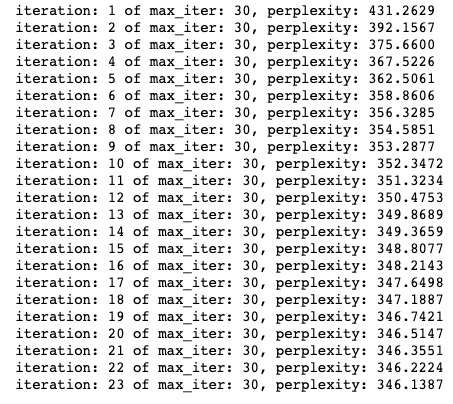 iteration: 1 of max_iter: 30, perplexity: 431.2629
iteration: 2 of max_iter: 30, perplexity: 392.1567
iteration: 3 of max_iter: 30, perplexity: 375.6600
iteration: 4 of max_iter: 30, perplexity: 367.5226
iteration: 5 of max_iter: 30, perplexity: 362.5061
iteration: 6 of max_iter: 30, perplexity: 358.8606
iteration: 7 of max_iter: 30, perplexity: 356.3285
iteration: 8 of max_iter: 30, perplexity: 354.5851
iteration: 9 of max_iter: 30, perplexity: 353.2877
iteration: 10 of max_iter: 30, perplexity: 352.3472
iteration: 11 of max_iter: 30, perplexity: 351.3234
iteration: 12 of max_iter: 30, perplexity: 350.4753
iteration: 13 of max_iter: 30, perplexity: 349.8689
iteration: 14 of max_iter: 30, perplexity: 349.3659
iteration: 15 of max_iter: 30, perplexity: 348.8077
iteration: 16 of max_iter: 30, perplexity: 348.2143
iteration: 17 of max_iter: 30, perplexity: 347.6498
iteration: 18 of max_iter: 30, perplexity: 347.1887
iteration: 19 of max_iter: 30, perplexity: 346.7421
iteration: 20 of max_iter: 30, perplexity: 346.5147
iteration: 21 of max_iter: 30, perplexity: 346.3551
iteration: 22 of max_iter: 30, perplexity: 346.2224
iteration: 23 of max_iter: 30, perplexity: 346.1387